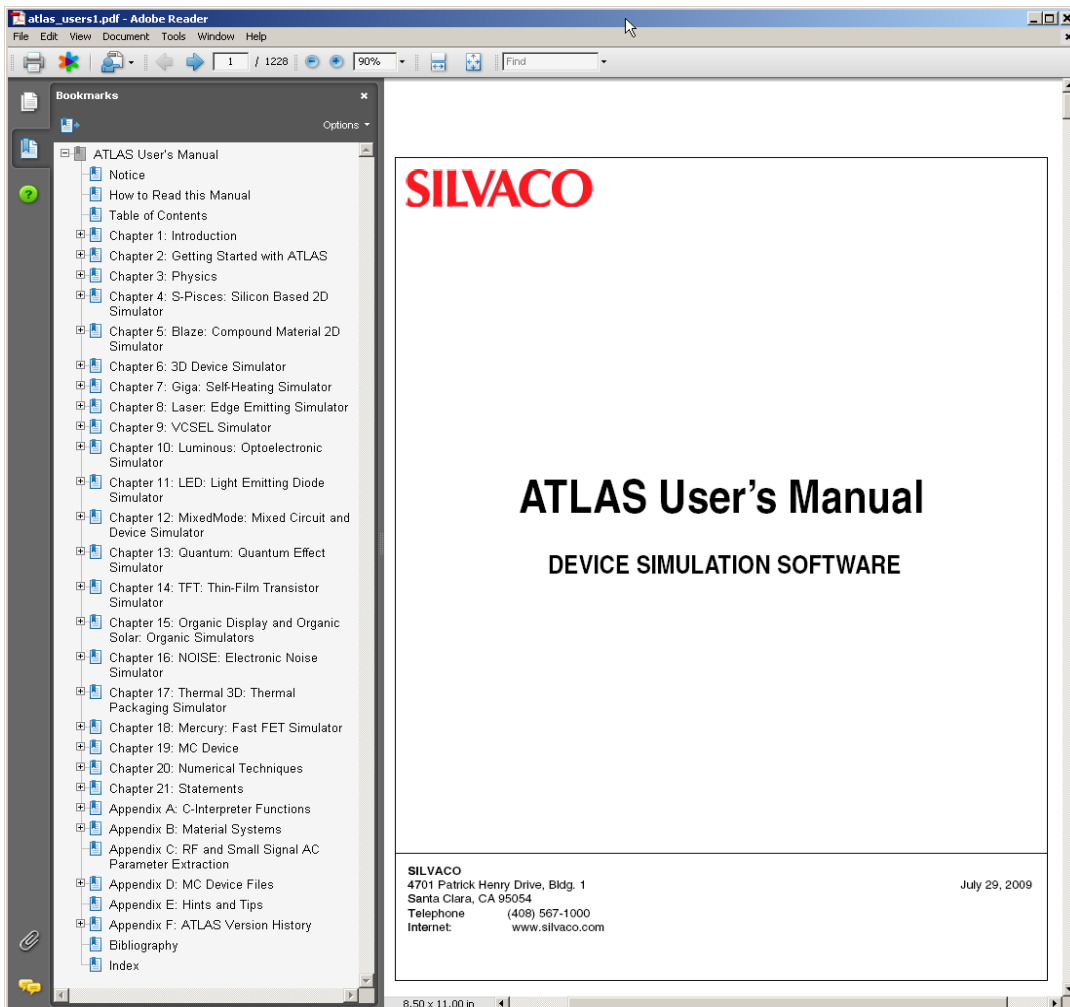 atlas_users1.pdf - Adobe Reader
File Edit View Document Tools Window Help
1 / 1228 90% Find
Bookmarks
Options
ATLAS User's Manual
Notice
How to Read this Manual
Table of Contents
Chapter 1: Introduction
Chapter 2: Getting Started with ATLAS
Chapter 3: Physics
Chapter 4: S-Pisces: Silicon Based 2D
Simulator
Chapter 5: Blaze: Compound Material 2D
Simulator
Chapter 6: 3D Device Simulator
Chapter 7: Giga: Self-Heating Simulator
Chapter 8: Laser: Edge Emitting Simulator
Chapter 9: VCSEL Simulator
Chapter 10: Luminous: Optoelectronic
Simulator
Chapter 11: LED: Light Emitting Diode
Simulator
Chapter 12: MixedMode: Mixed Circuit and
Device Simulator
Chapter 13: Quantum: Quantum Effect
Simulator
Chapter 14: TFT: Thin-Film Transistor
Simulator
Chapter 15: Organic Display and Organic
Solar: Organic Simulators
Chapter 16: NOISE: Electronic Noise
Simulator
Chapter 17: Thermal 3D: Thermal
Packaging Simulator
Chapter 18: Mercury: Fast FET Simulator
Chapter 19: MC Device
Chapter 20: Numerical Techniques
Chapter 21: Statements
Appendix A: C-Interpreter Functions
Appendix B: Material Systems
Appendix C: RF and Small Signal AC
Parameter Extraction
Appendix D: MC Device Files
Appendix E: Hints and Tips
Appendix F: ATLAS Version History
Bibliography
Index
SILVACO
ATLAS User's Manual
DEVICE SIMULATION SOFTWARE
SILVACO
4701 Patrick Henry Drive, Bldg. 1
July 29, 2009
Santa Clara, CA 95054
Telephone (408) 567-1000
Internet: www.silvaco.com
8.50 x 11.00 in